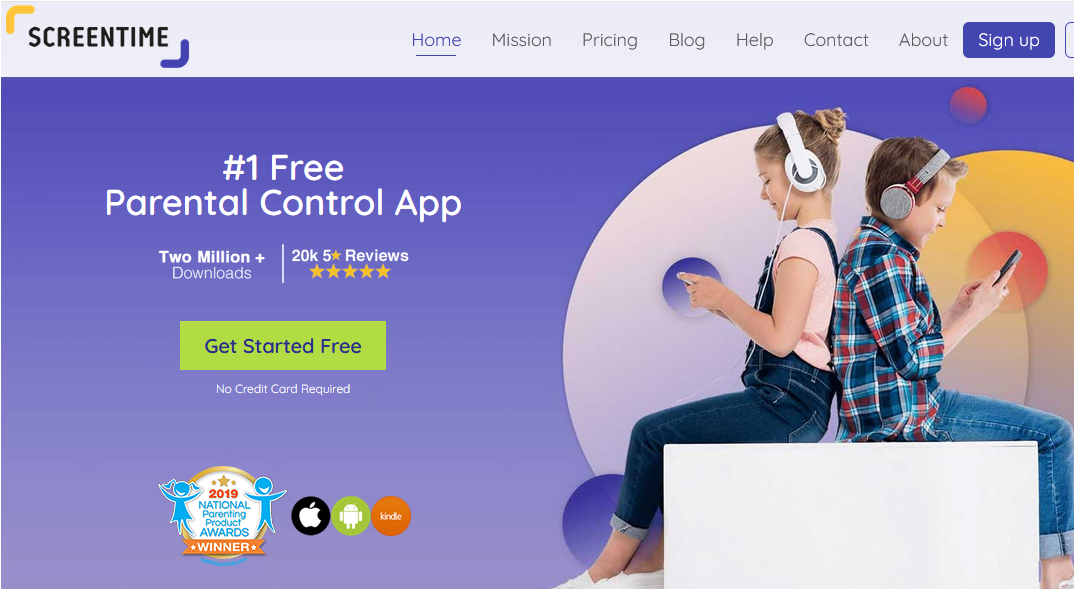 SCREENTIME
Home Mission Pricing Blog Help Contact About Sign up
#1 Free
Parental Control App
Two Million +
Downloads
20k 5★ Reviews
★★★★★
Get Started Free
No Credit Card Required
2019
NATIONAL
Parenting
Product
AWARDS
★WINNER★
kindle